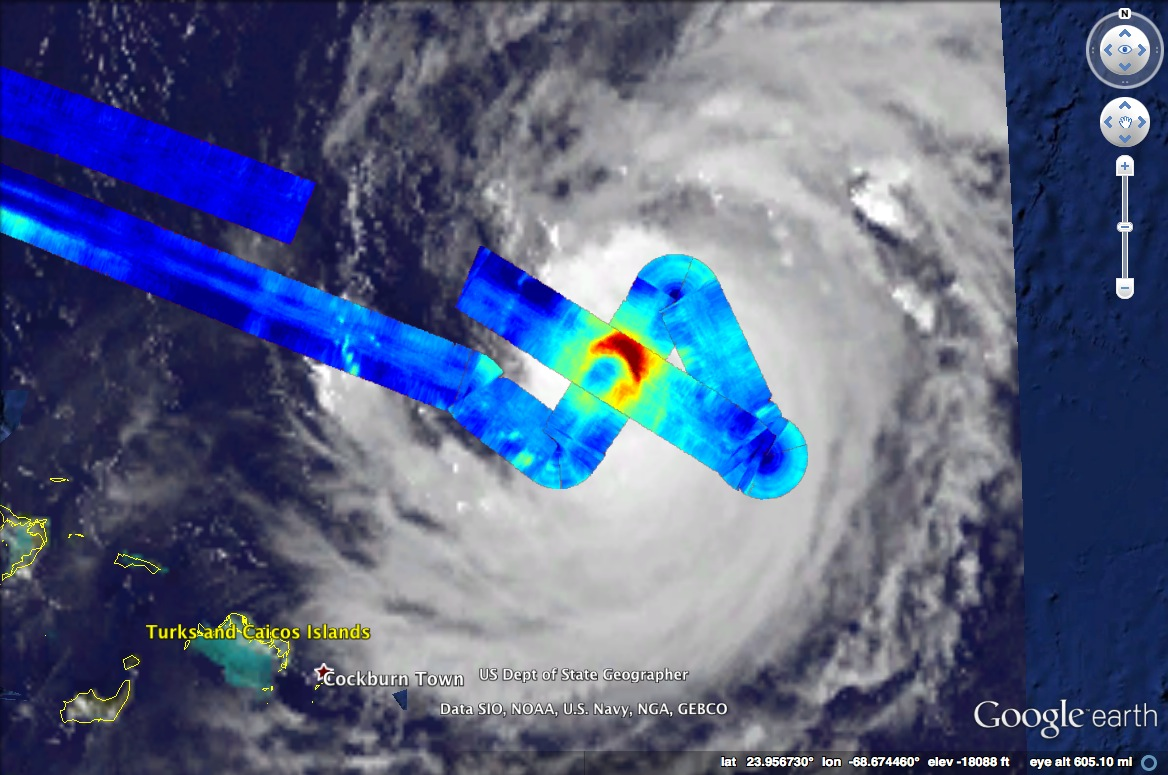 N
Turks and Caicos Islands
Cockburn Town
US Dept of State Geographer
Data SIO, NOAA, U.S. Navy, NGA, GEBCO
Google earth
lat 23.956730° lon -68.674460° elev -18088 ft eye alt 605.10 mi